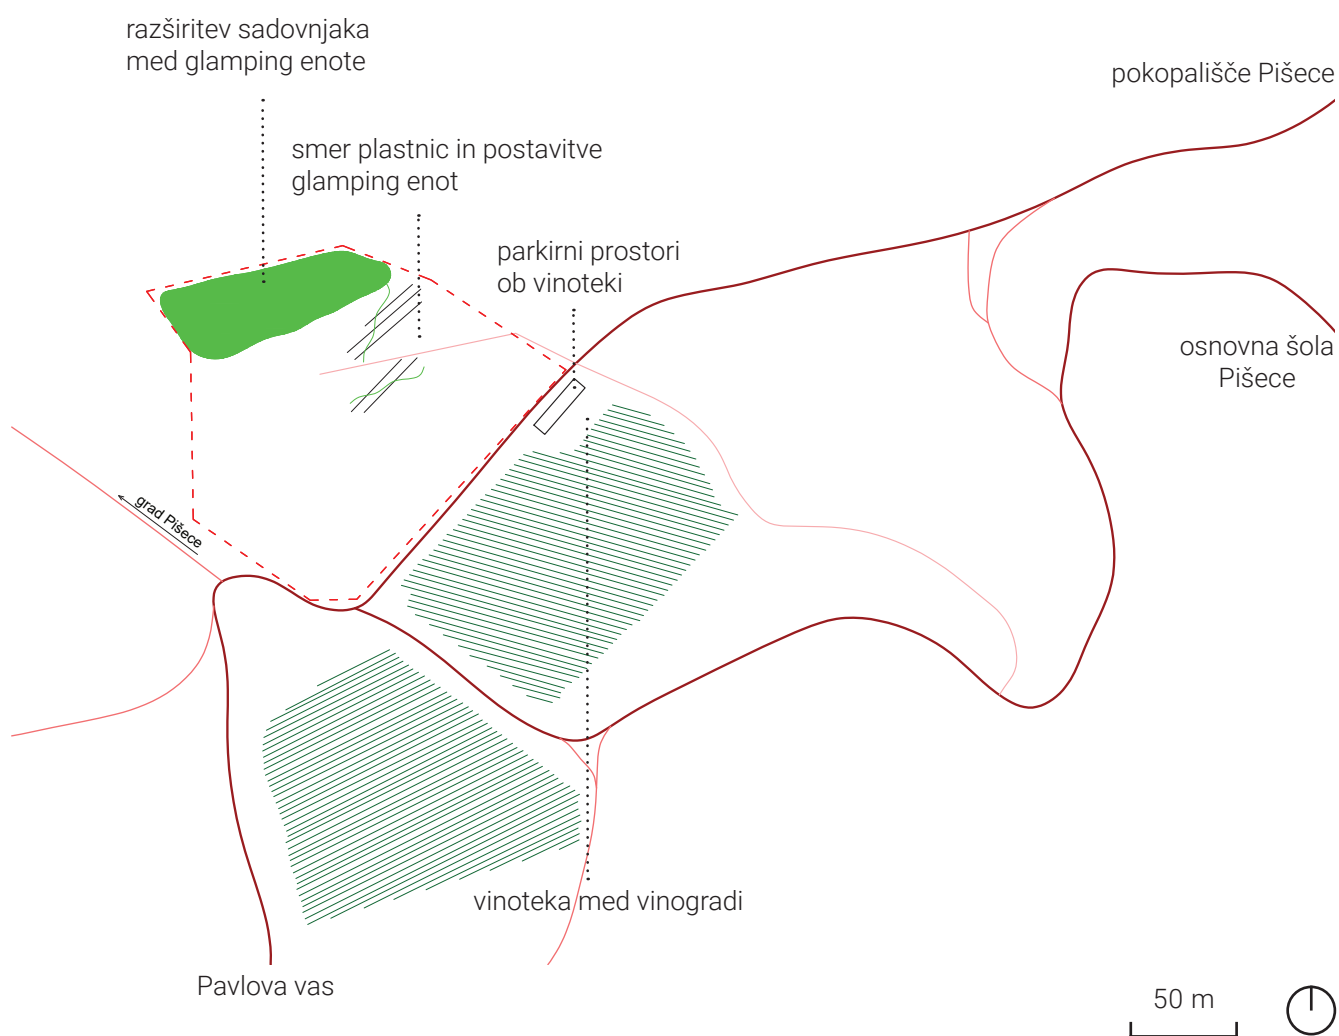 razširitev sadovnjaka
med glamping enote
pokopališče Pišece
smer plastnic in postavitve
glamping enot
parkirni prostori
ob vinoteki
osnovna šola
Pišece
grad Pišece
vinoteka med vinogradi
Pavlova vas
50 m